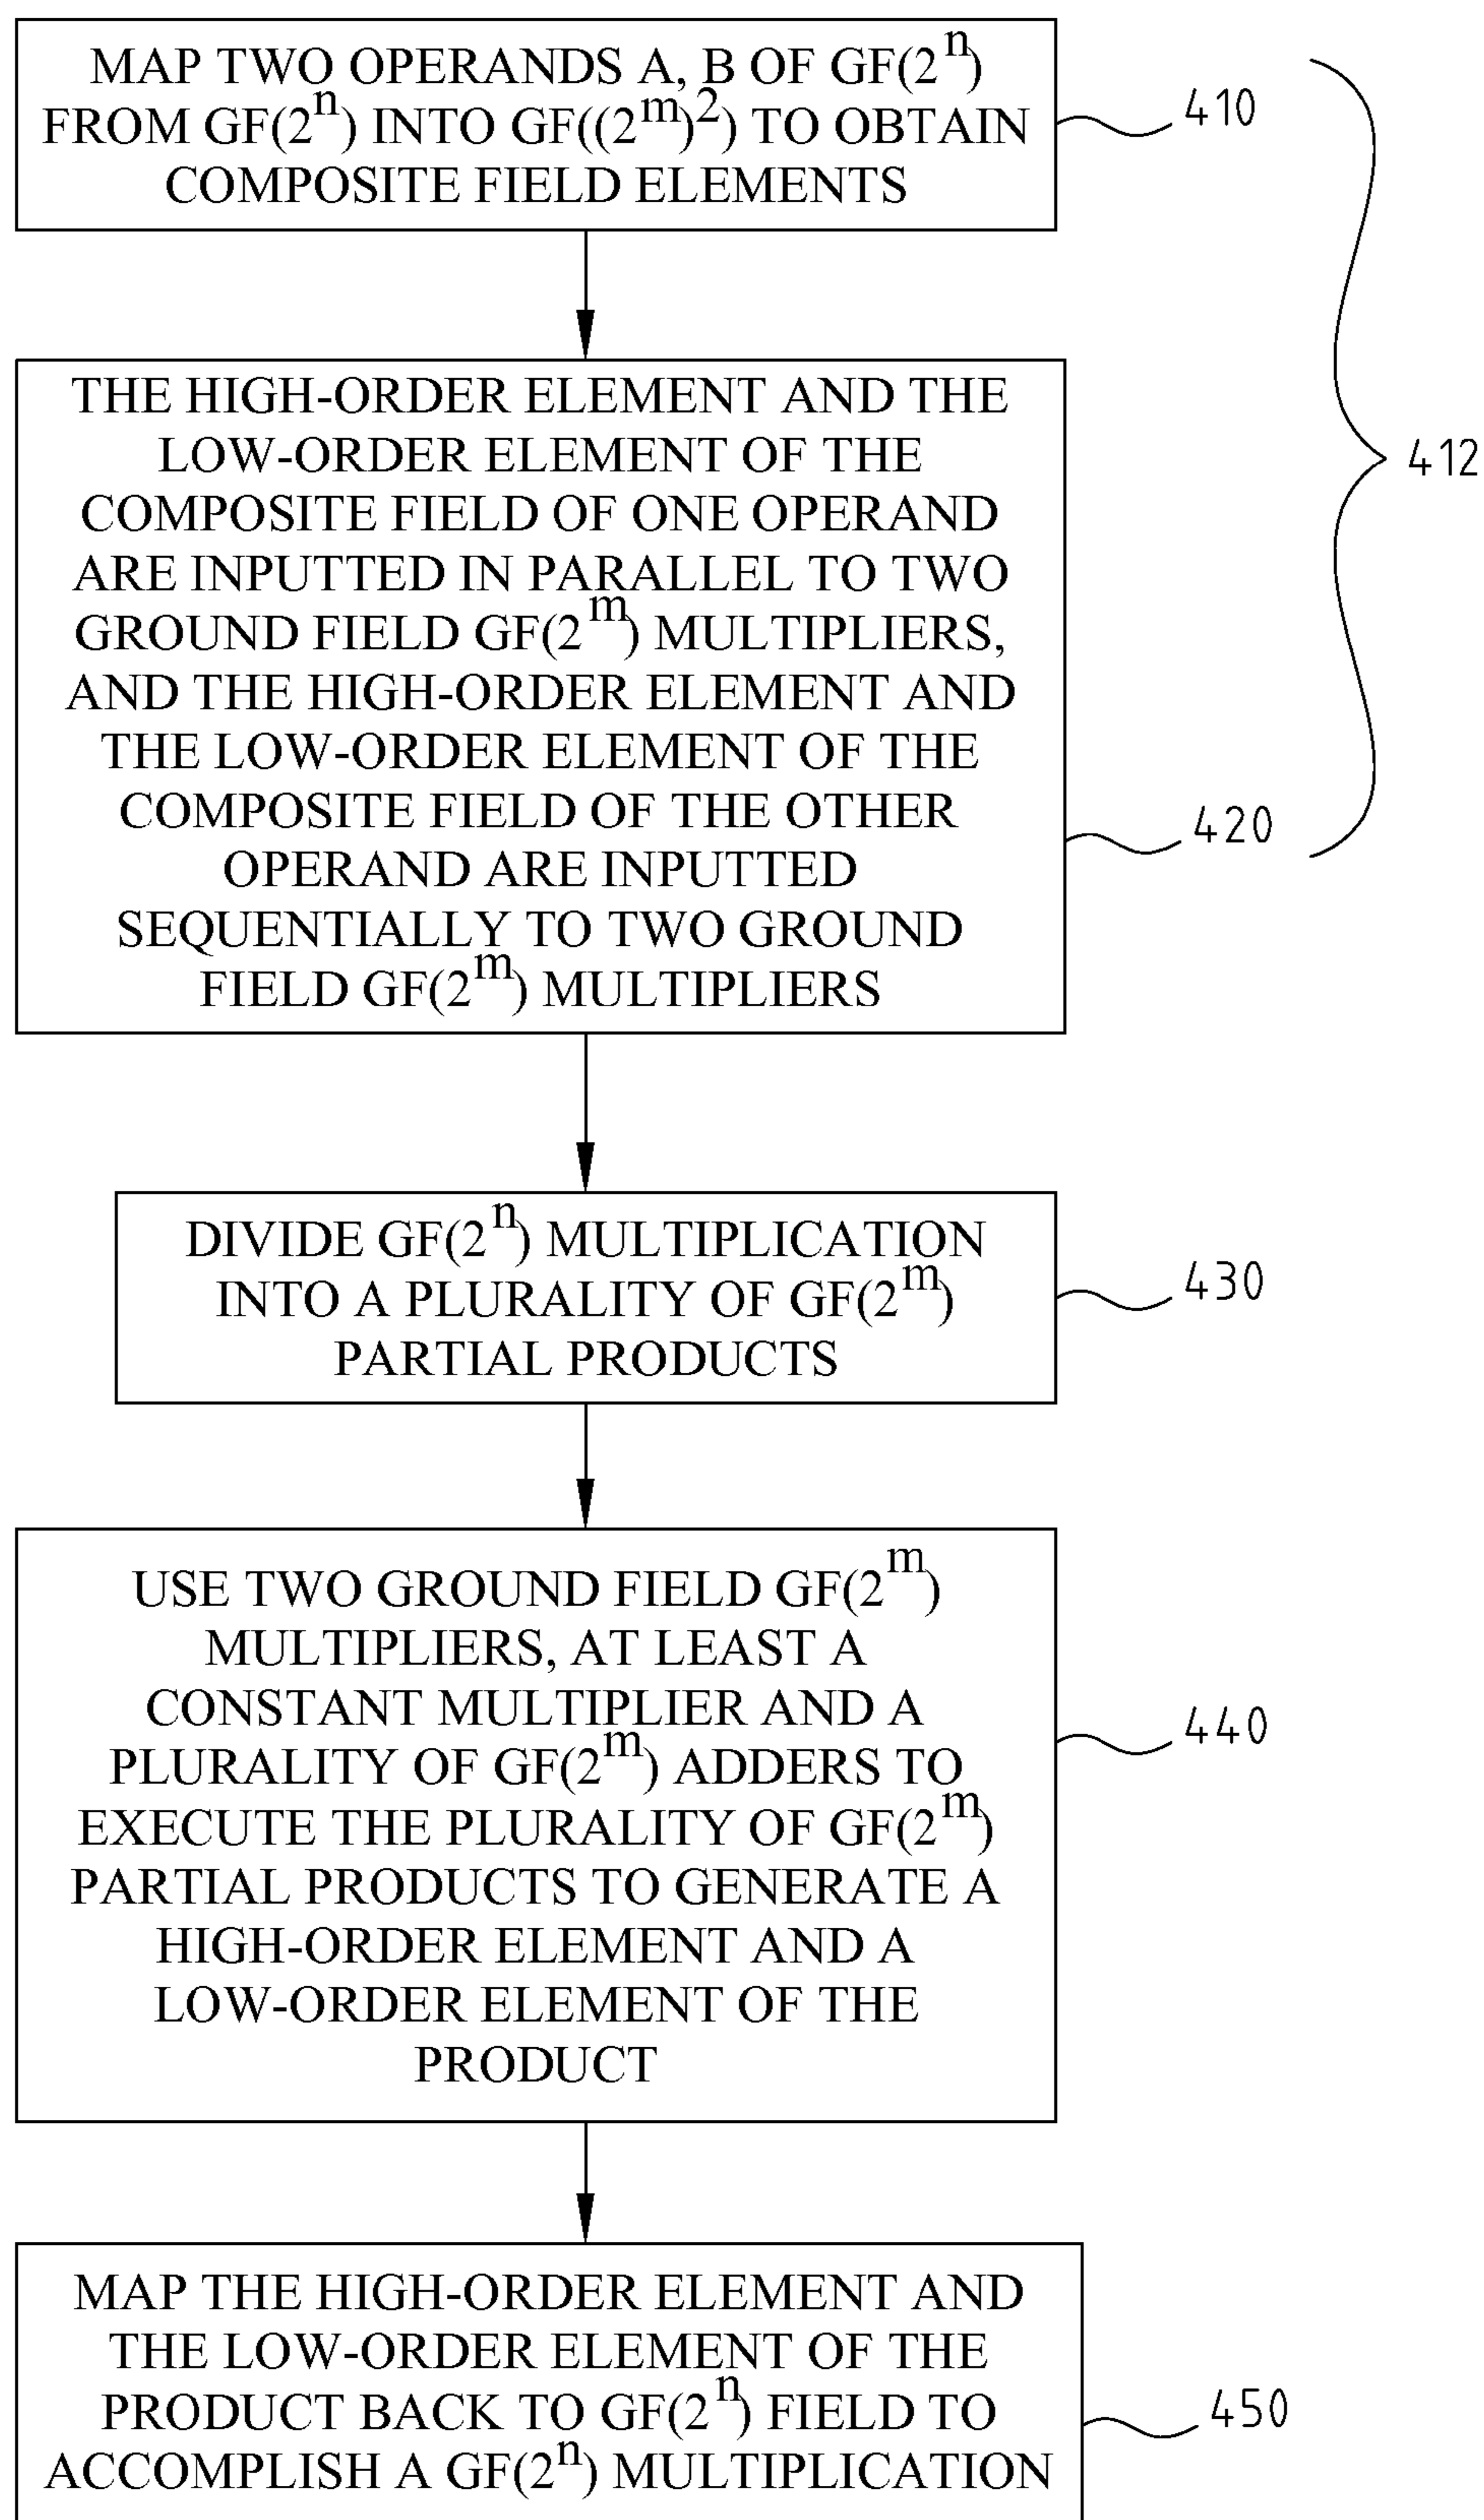 MAP TWO OPERANDS A, B OF GF(2^n)
FROM GF(2^n) INTO GF((2^m)^2) TO OBTAIN
COMPOSITE FIELD ELEMENTS
410
412
THE HIGH-ORDER ELEMENT AND THE
LOW-ORDER ELEMENT OF THE
COMPOSITE FIELD OF ONE OPERAND
ARE INPUTTED IN PARALLEL TO TWO
GROUND FIELD GF(2^m) MULTIPLIERS,
AND THE HIGH-ORDER ELEMENT AND
THE LOW-ORDER ELEMENT OF THE
COMPOSITE FIELD OF THE OTHER
OPERAND ARE INPUTTED
SEQUENTIALLY TO TWO GROUND
FIELD GF(2^m) MULTIPLIERS
420
DIVIDE GF(2^n) MULTIPLICATION
INTO A PLURALITY OF GF(2^m)
PARTIAL PRODUCTS
430
USE TWO GROUND FIELD GF(2^m)
MULTIPLIERS, AT LEAST A
CONSTANT MULTIPLIER AND A
PLURALITY OF GF(2^m) ADDERS TO
EXECUTE THE PLURALITY OF GF(2^m)
PARTIAL PRODUCTS TO GENERATE A
HIGH-ORDER ELEMENT AND A
LOW-ORDER ELEMENT OF THE
PRODUCT
440
MAP THE HIGH-ORDER ELEMENT AND
THE LOW-ORDER ELEMENT OF THE
PRODUCT BACK TO GF(2^n) FIELD TO
ACCOMPLISH A GF(2^n) MULTIPLICATION
450